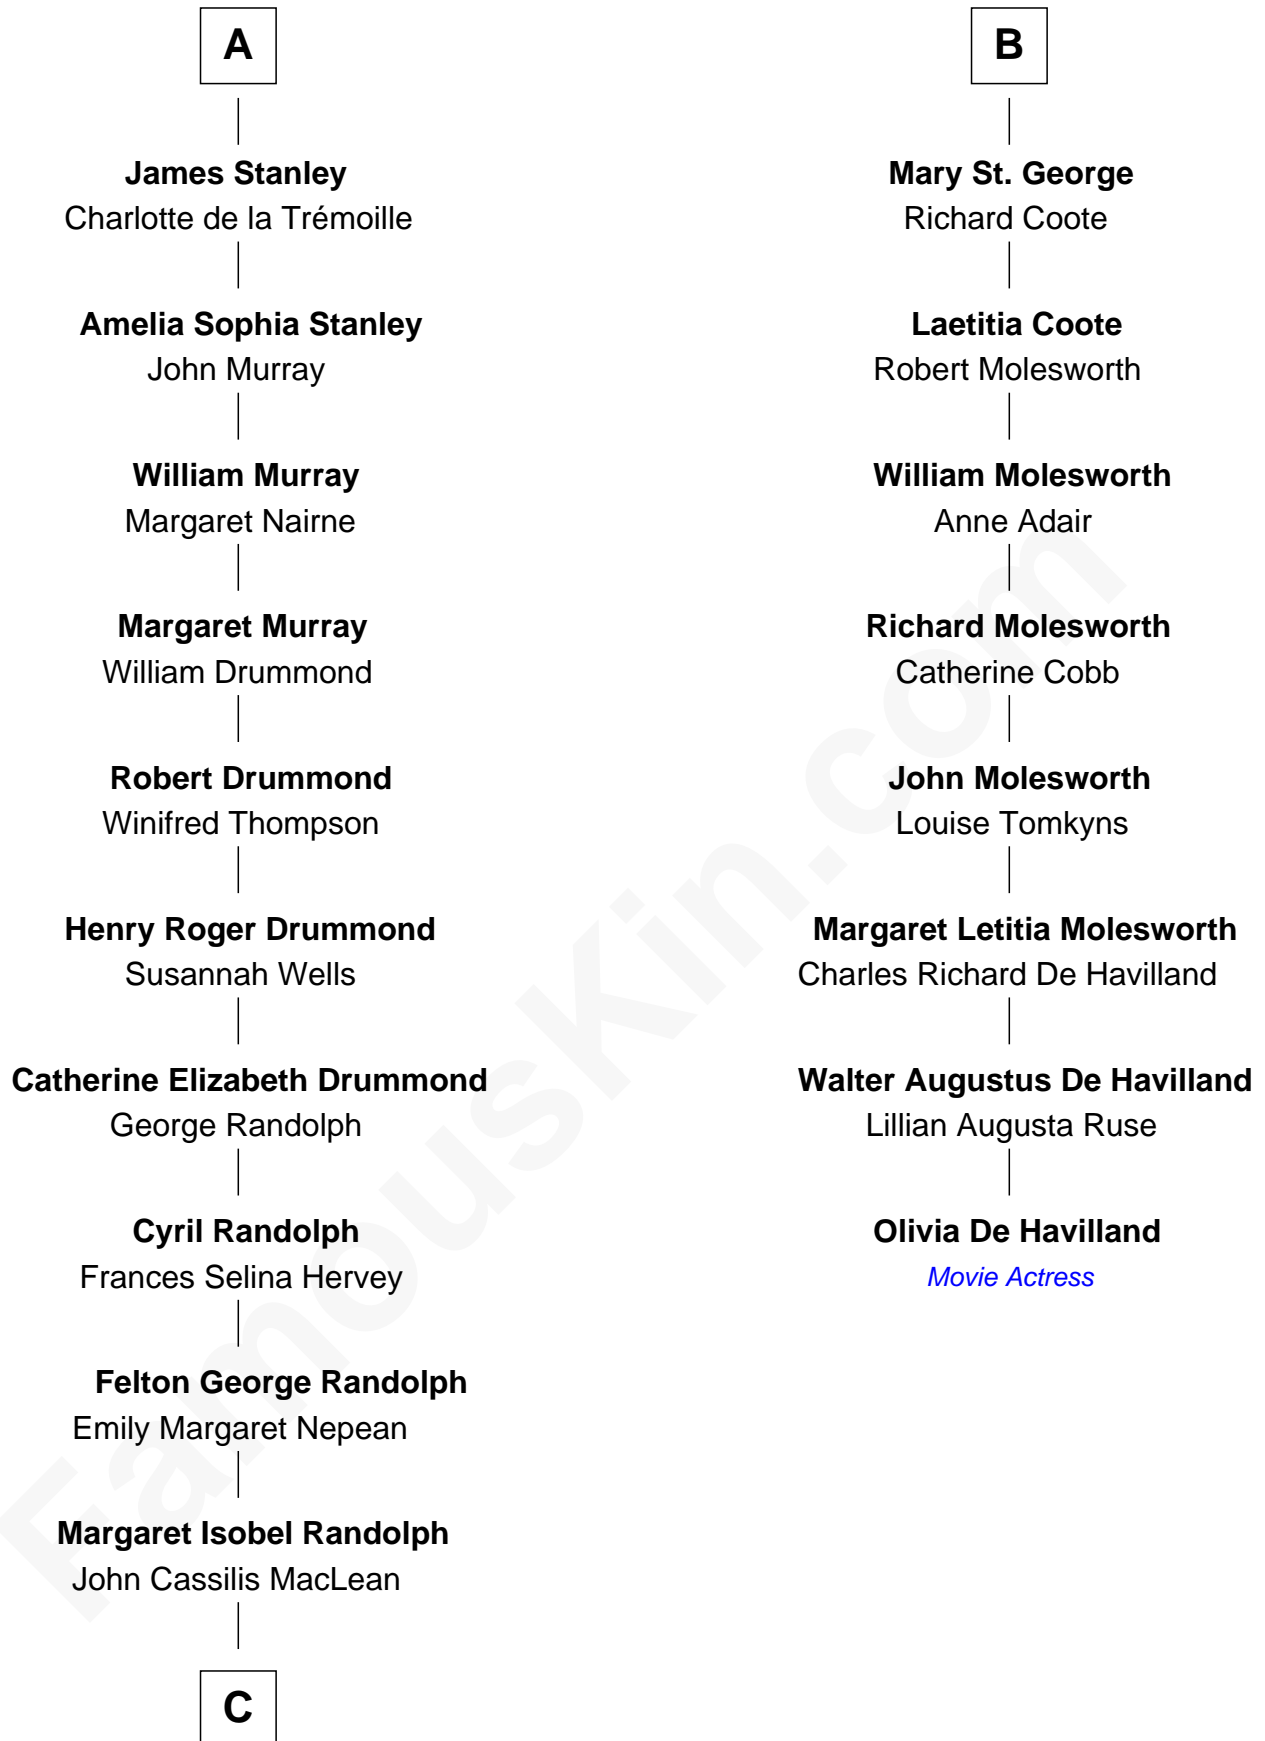 A
James Stanley
Charlotte de la Trémoille
Amelia Sophia Stanley
John Murray
William Murray
Margaret Nairne
Margaret Murray
William Drummond
Robert Drummond
Winifred Thompson
Henry Roger Drummond
Susannah Wells
Catherine Elizabeth Drummond
George Randolph
Cyril Randolph
Frances Selina Hervey
Felton George Randolph
Emily Margaret Nepean
Margaret Isobel Randolph
John Cassilis MacLean
C
B
Mary St. George
Richard Coote
Laetitia Coote
Robert Molesworth
William Molesworth
Anne Adair
Richard Molesworth
Catherine Cobb
John Molesworth
Louise Tomkyns
Margaret Letitia Molesworth
Charles Richard De Havilland
Walter Augustus De Havilland
Lillian Augusta Ruse
Olivia De Havilland
Movie Actress
FamousKin.com